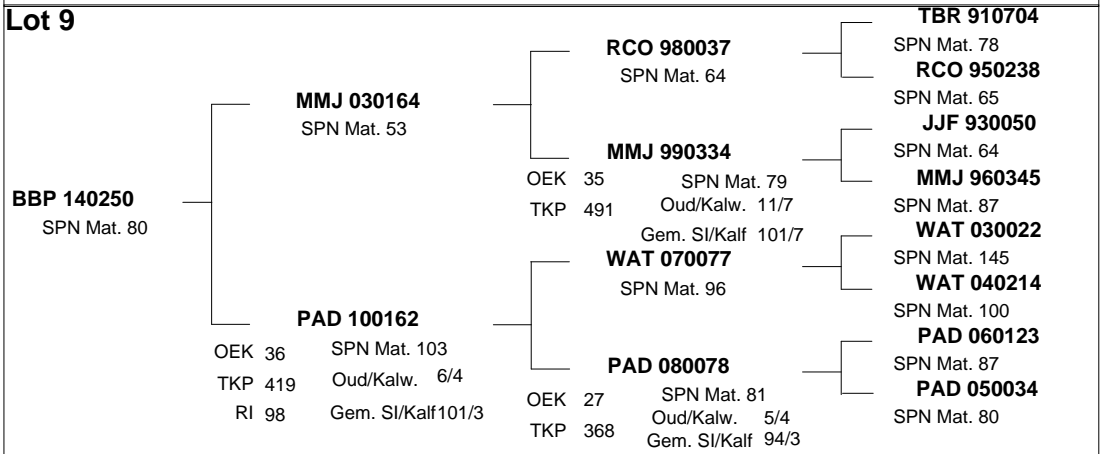 Lot 9
BBP 140250
SPN Mat. 80
MMJ 030164
SPN Mat. 53
PAD 100162
OEK 36 SPN Mat. 103
TKP 419 Oud/Kalw. 6/4
RI 98 Gem. SI/Kalf 101/3
RCO 980037
SPN Mat. 64
MMJ 990334
OEK 35 SPN Mat. 79
TKP 491 Oud/Kalw. 11/7
Gem. SI/Kalf 101/7
WAT 070077
SPN Mat. 96
PAD 080078
OEK 27 SPN Mat. 81
TKP 368 Oud/Kalw. 5/4
Gem. SI/Kalf 94/3
TBR 910704
SPN Mat. 78
RCO 950238
SPN Mat. 65
JJF 930050
SPN Mat. 64
MMJ 960345
SPN Mat. 87
WAT 030022
SPN Mat. 145
WAT 040214
SPN Mat. 100
PAD 060123
SPN Mat. 87
PAD 050034
SPN Mat. 80